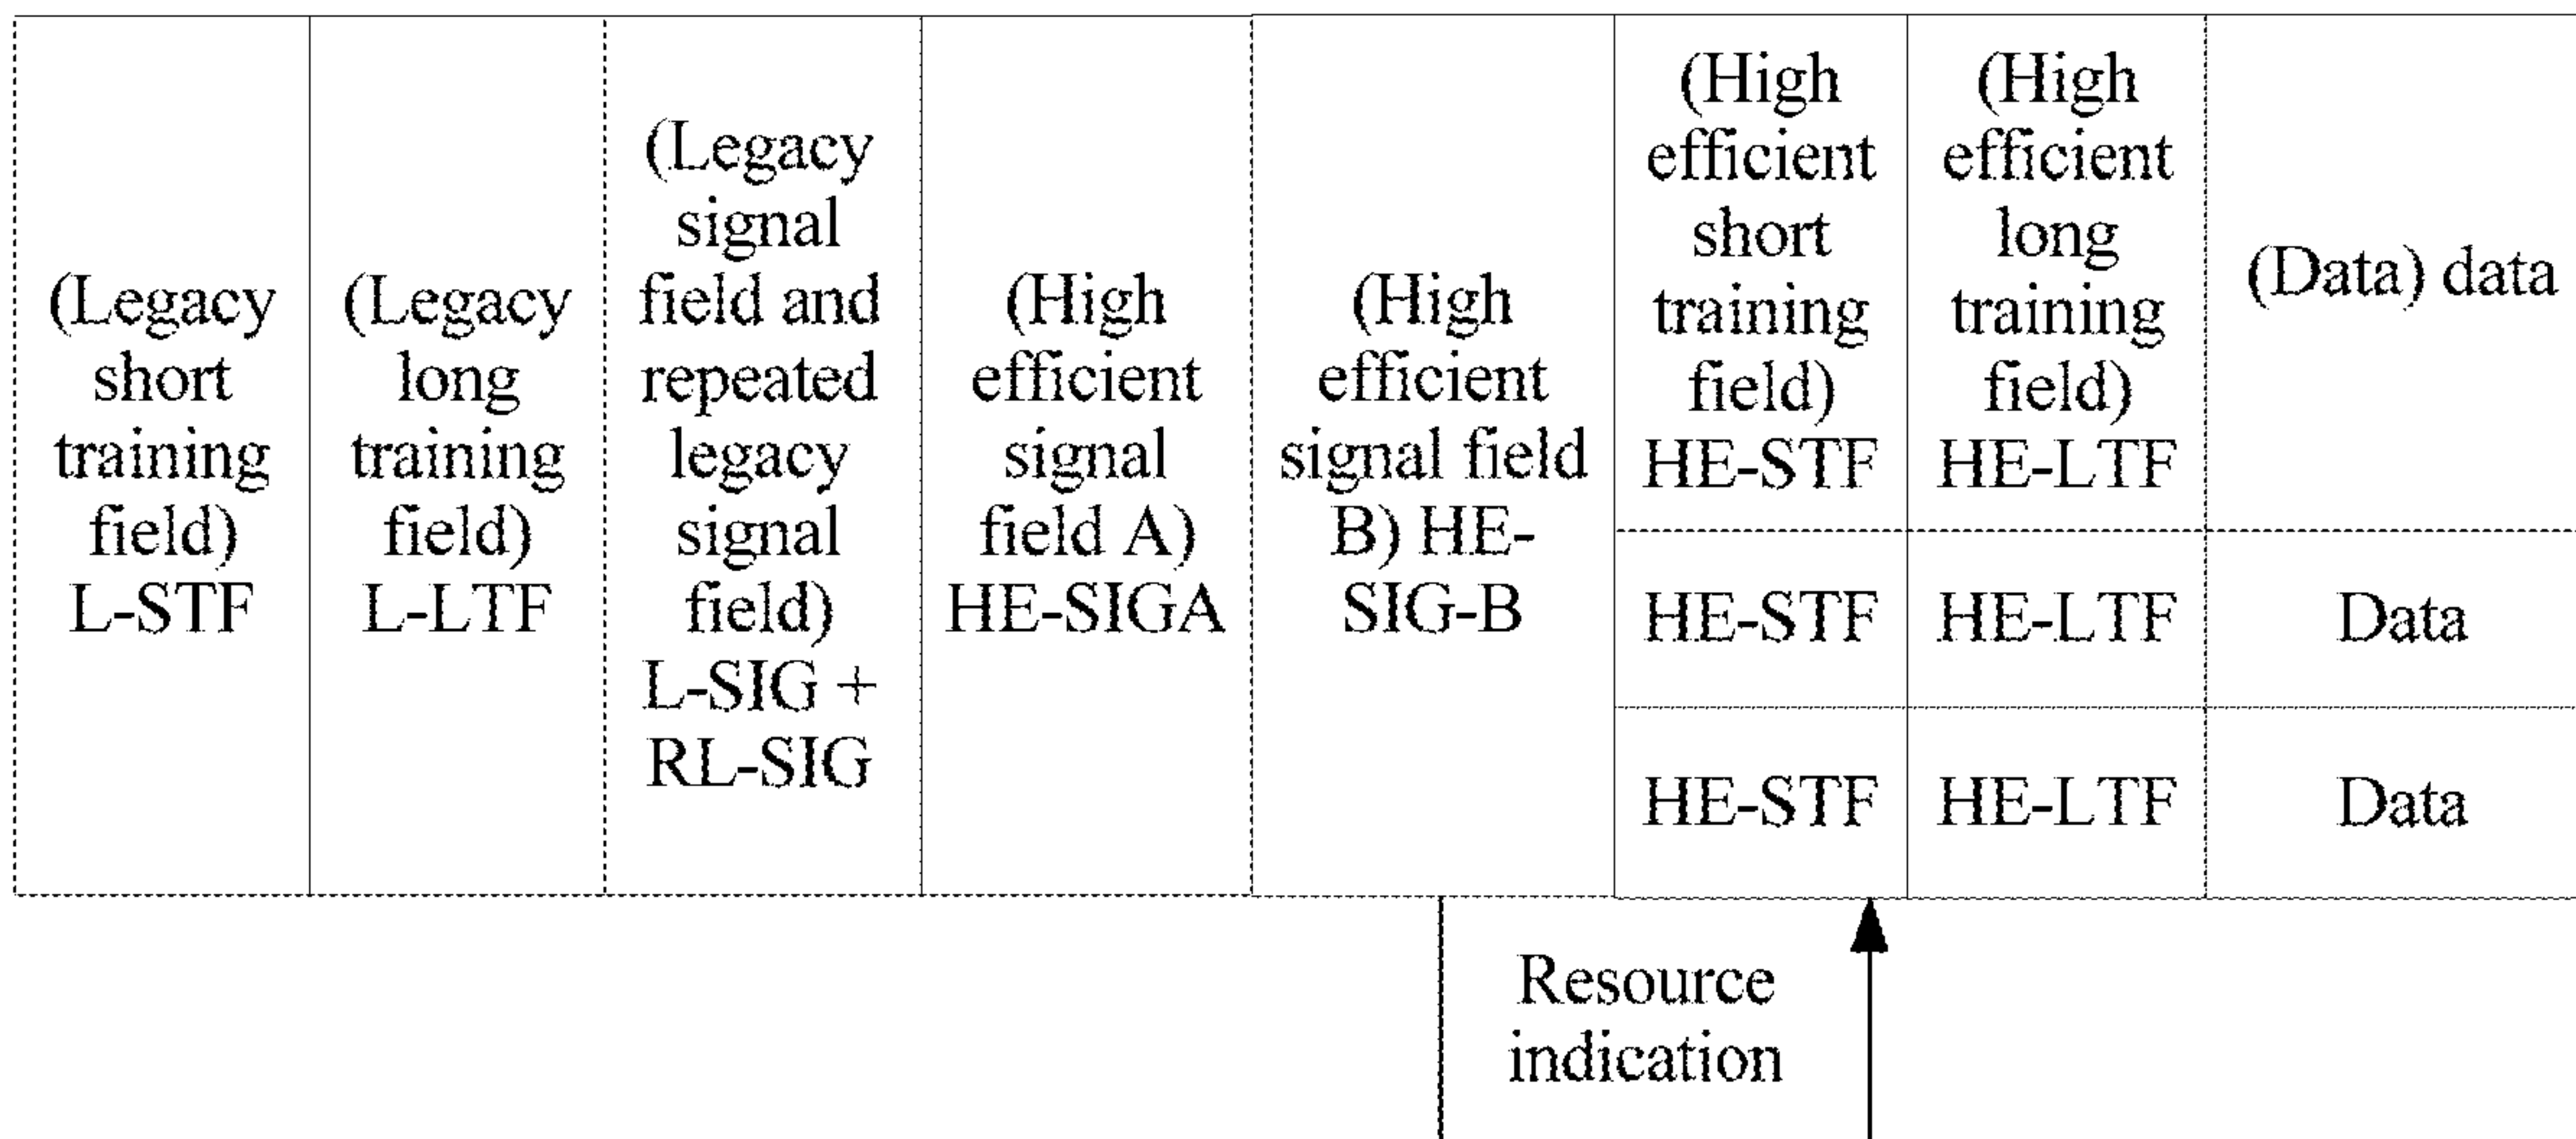 (Legacy
short
training
field)
L-STF
(Legacy
long
training
field)
L-LTF
(Legacy
signal
field and
repeated
legacy
signal
field)
L-SIG +
RL-SIG
(High
efficient
signal
field A)
HE-SIGA
(High
efficient
signal field
B) HE-
SIG-B
(High
efficient
short
training
field)
HE-STF
(High
efficient
long
training
field)
HE-LTF
(Data) data
HE-STF
HE-LTF
Data
HE-STF
HE-LTF
Data
Resource
indication